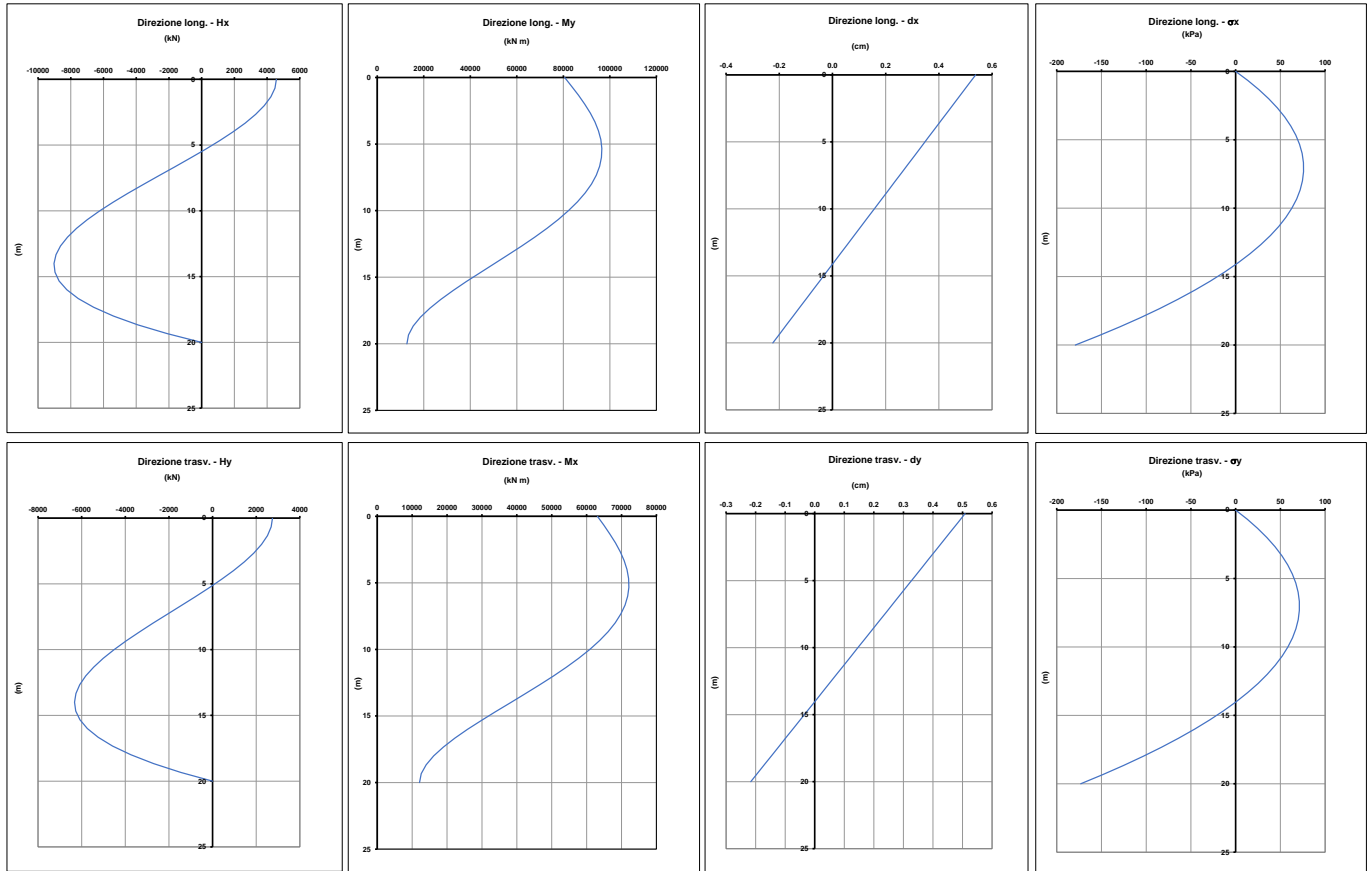 Direzione long. - Hx
(kN)
-10000 -8000 -6000 -4000 -2000 0 2000 4000 6000
0
5
10
15
20
25
(m)
Direzione long. - My
(kN m)
0 20000 40000 60000 80000 100000 120000
0
5
10
15
20
25
(m)
Direzione long. - dx
(cm)
-0.4 -0.2 0.0 0.2 0.4 0.6
0
5
10
15
20
25
(m)
Direzione long. - σx
(kPa)
-200 -150 -100 -50 0 50 100
0
5
10
15
20
25
(m)
Direzione trasv. - Hy
(kN)
-8000 -6000 -4000 -2000 0 2000 4000
0
5
10
15
20
25
(m)
Direzione trasv. - Mx
(kN m)
0 10000 20000 30000 40000 50000 60000 70000 80000
0
5
10
15
20
25
(m)
Direzione trasv. - dy
(cm)
-0.3 -0.2 -0.1 0.0 0.1 0.2 0.3 0.4 0.5 0.6
0
5
10
15
20
25
(m)
Direzione trasv. - σy
(kPa)
-200 -150 -100 -50 0 50 100
0
5
10
15
20
25
(m)